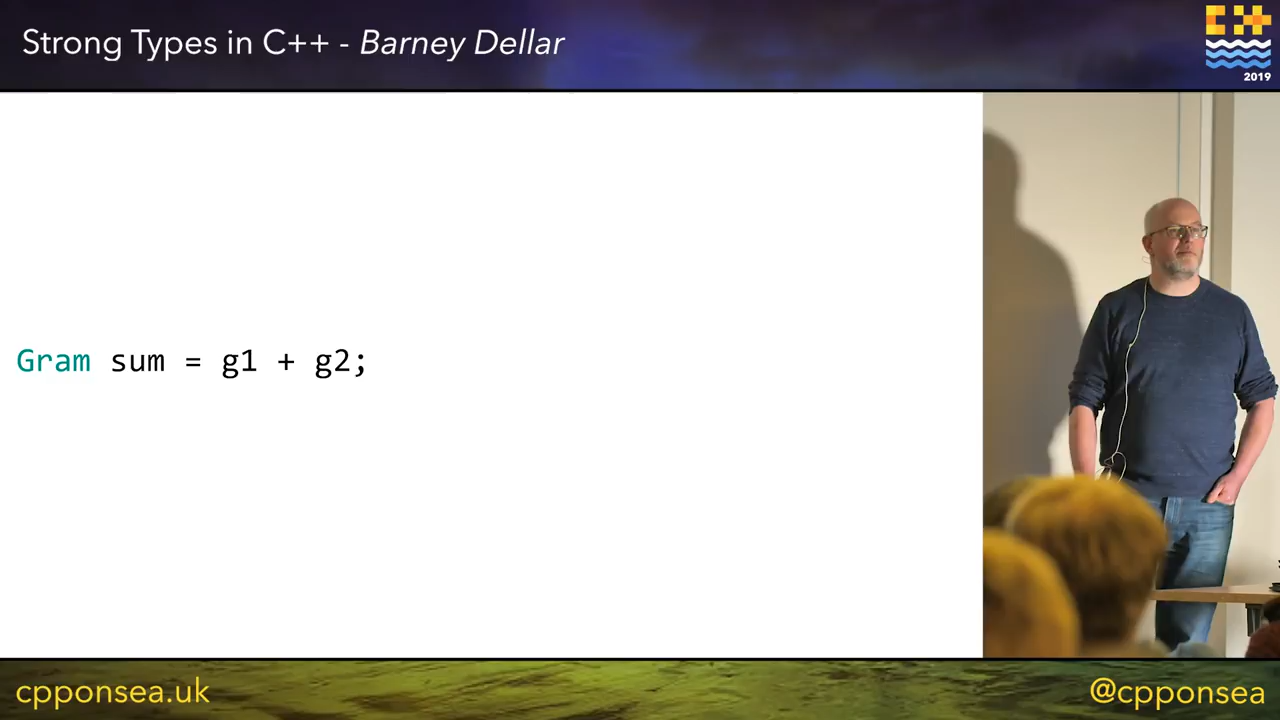 Strong Types in C++ - Barney Dellar
2019
Gram sum = g1 + g2;
cpponsea.uk
@cpponsea